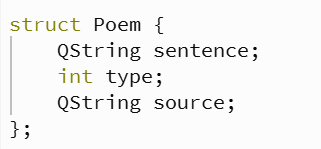 struct Poem {
    QString sentence;
    int type;
    QString source;
};